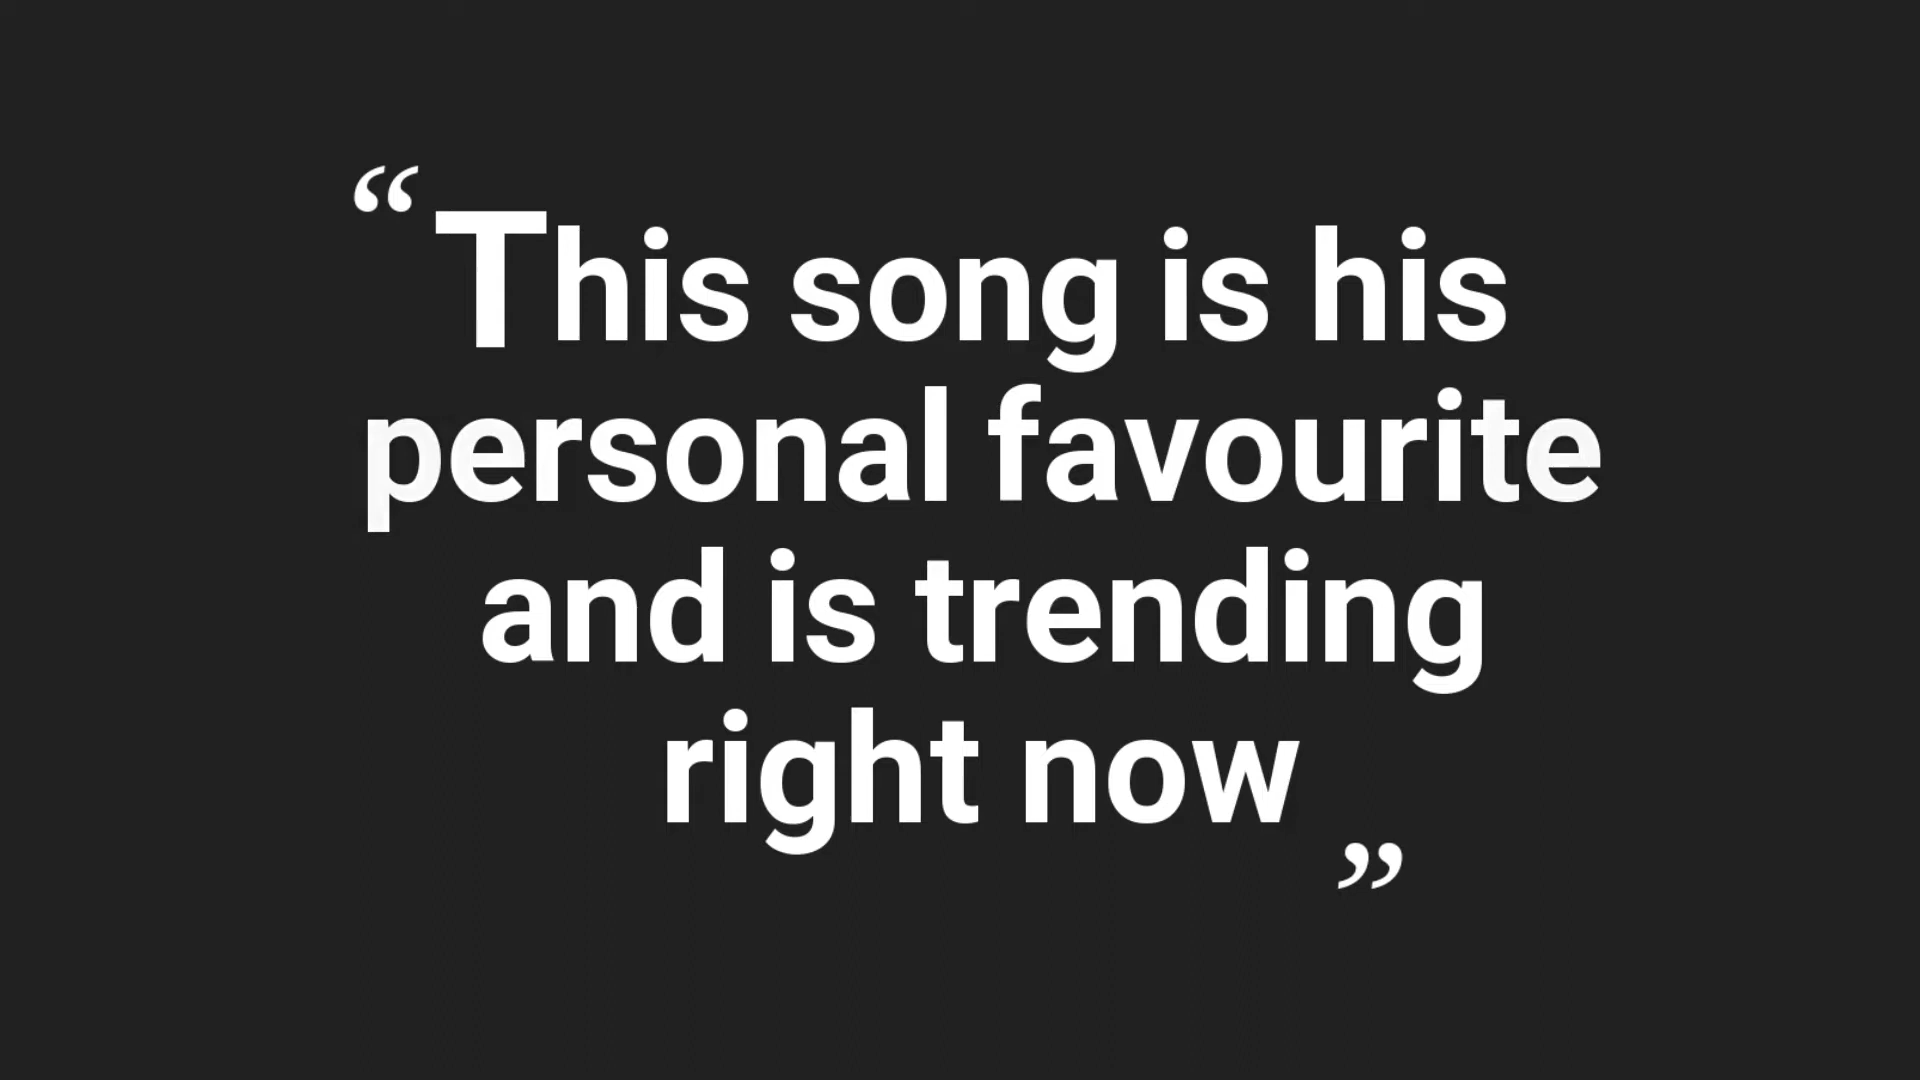 “This song is his
personal favourite
and is trending
right now”